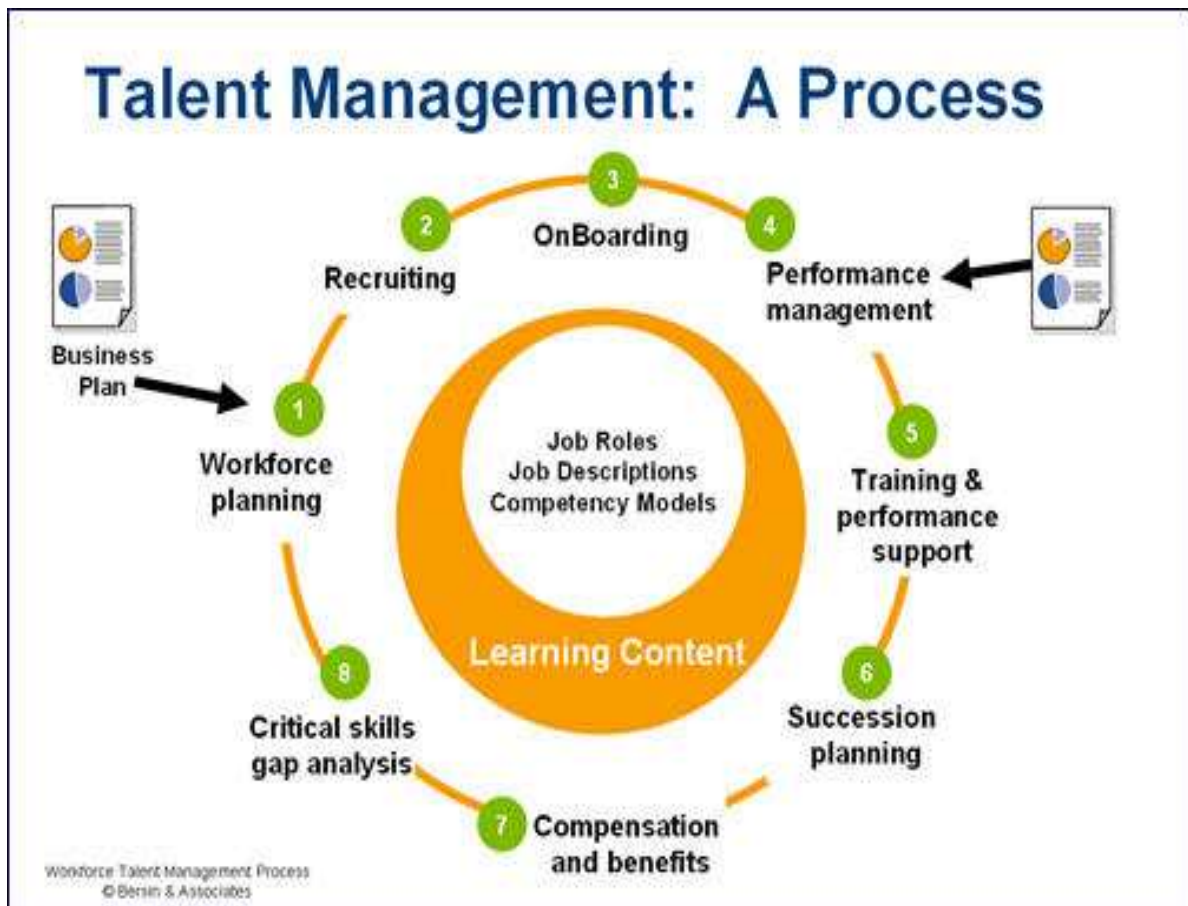 Talent Management: A Process
3
2
4
OnBoarding
Recruiting
Performance
management
Business
Plan
1
5
Job Roles
Job Descriptions
Competency Models
Workforce
planning
Training &
performance
support
Learning Content
8
6
Critical skills
gap analysis
Succession
planning
7
Compensation
and benefits
Workforce Talent Management Process
© Bersin & Associates